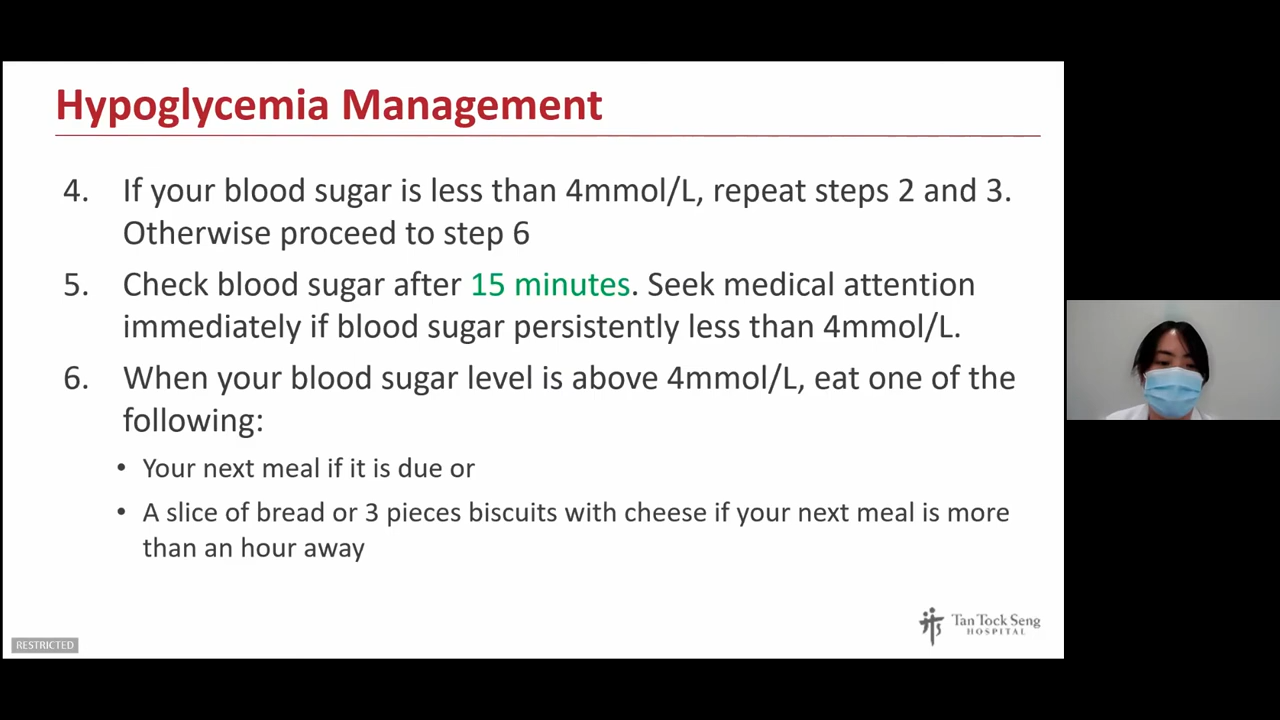 Hypoglycemia Management
4. If your blood sugar is less than 4mmol/L, repeat steps 2 and 3.
Otherwise proceed to step 6
5. Check blood sugar after 15 minutes. Seek medical attention
immediately if blood sugar persistently less than 4mmol/L.
6. When your blood sugar level is above 4mmol/L, eat one of the
following:
• Your next meal if it is due or
• A slice of bread or 3 pieces biscuits with cheese if your next meal is more
than an hour away
Tan Tock Seng
HOSPITAL
RESTRICTED